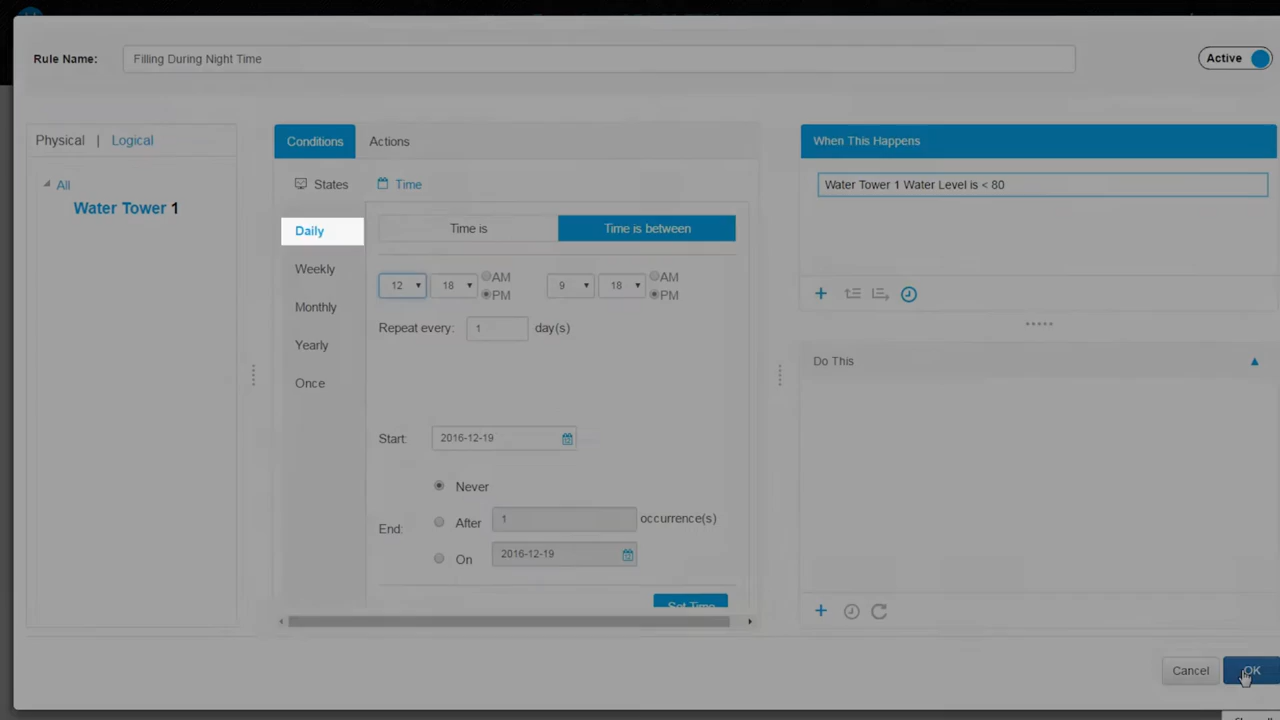 Rule Name: Filling During Night Time Active
Physical | Logical
All
Water Tower 1
Conditions Actions
States Time
Daily
Weekly
Monthly
Yearly
Once
Time is Time is between
12 18 AM PM 9 18 AM PM
Repeat every: 1 day(s)
Start: 2016-12-19
End:
Never
After 1 occurrence(s)
On 2016-12-19
Set Time
When This Happens
Water Tower 1 Water Level is < 80
Do This
Cancel OK